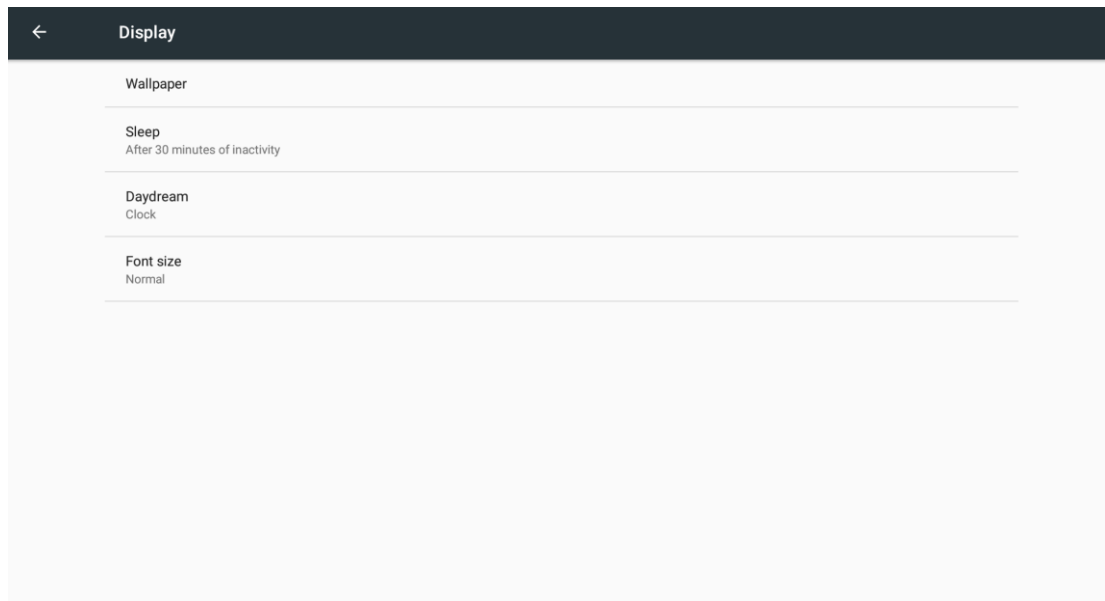 Display
Wallpaper
Sleep
After 30 minutes of inactivity
Daydream
Clock
Font size
Normal